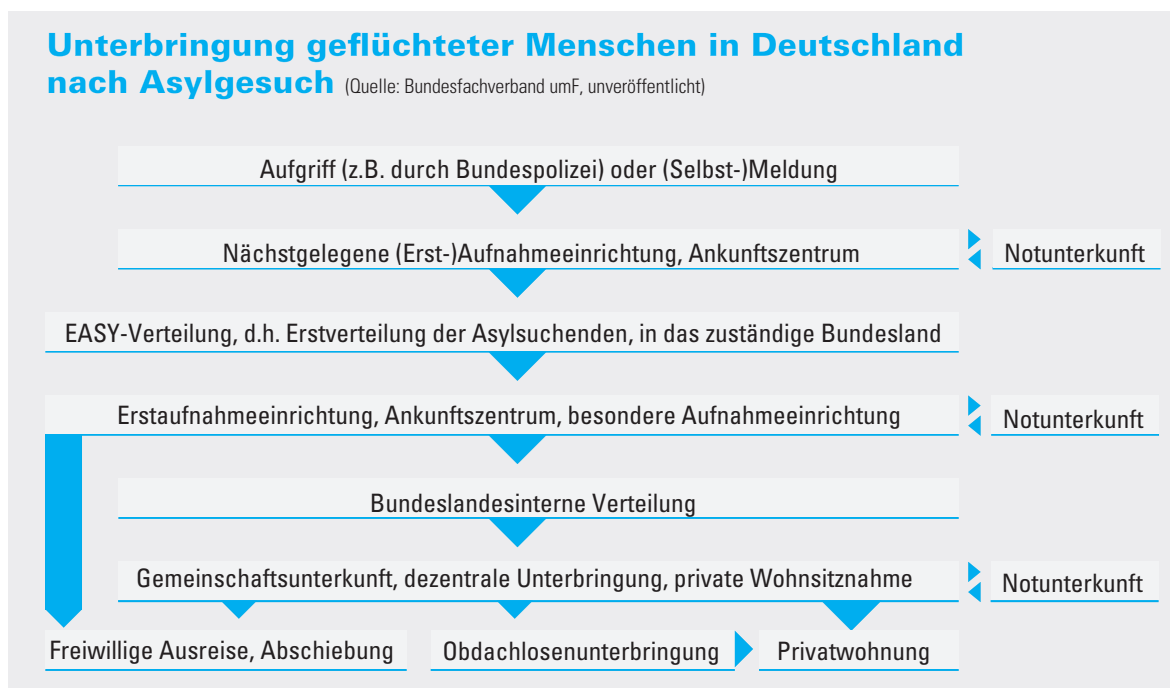 Unterbringung geflüchteter Menschen in Deutschland
nach Asylgesuch (Quelle: Bundesfachverband umF, unveröffentlicht)
Aufgriff (z.B. durch Bundespolizei) oder (Selbst-)Meldung
Nächstgelegene (Erst-)Aufnahmeeinrichtung, Ankunftszentrum
Notunterkunft
EASY-Verteilung, d.h. Erstverteilung der Asylsuchenden, in das zuständige Bundesland
Erstaufnahmeeinrichtung, Ankunftszentrum, besondere Aufnahmeeinrichtung
Notunterkunft
Bundeslandesinterne Verteilung
Gemeinschaftsunterkunft, dezentrale Unterbringung, private Wohnsitznahme
Notunterkunft
Freiwillige Ausreise, Abschiebung
Obdachlosenunterbringung
Privatwohnung